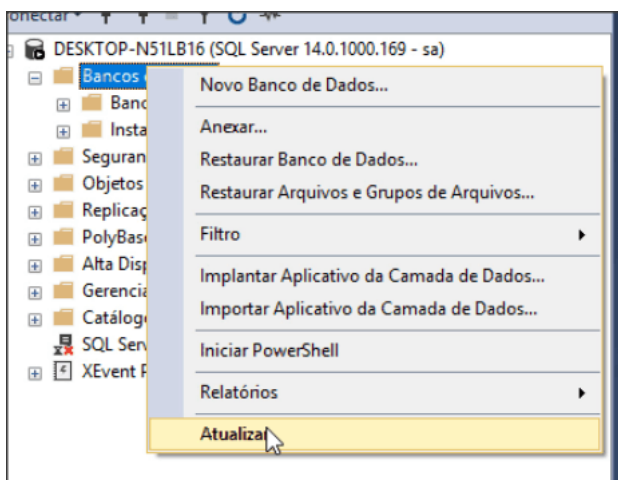 onectar
DESKTOP-N51LB16 (SQL Server 14.0.1000.169 - sa)
Bancos
Novo Banco de Dados...
Banc
Anexar...
Insta
Restaurar Banco de Dados...
Seguran
Restaurar Arquivos e Grupos de Arquivos...
Objetos
Replicaç
Filtro
PolyBase
Alta Disp
Implantar Aplicativo da Camada de Dados...
Gerencia
Importar Aplicativo da Camada de Dados...
Catálogo
SQL Serv
Iniciar PowerShell
XEvent P
Relatórios
Atualizar